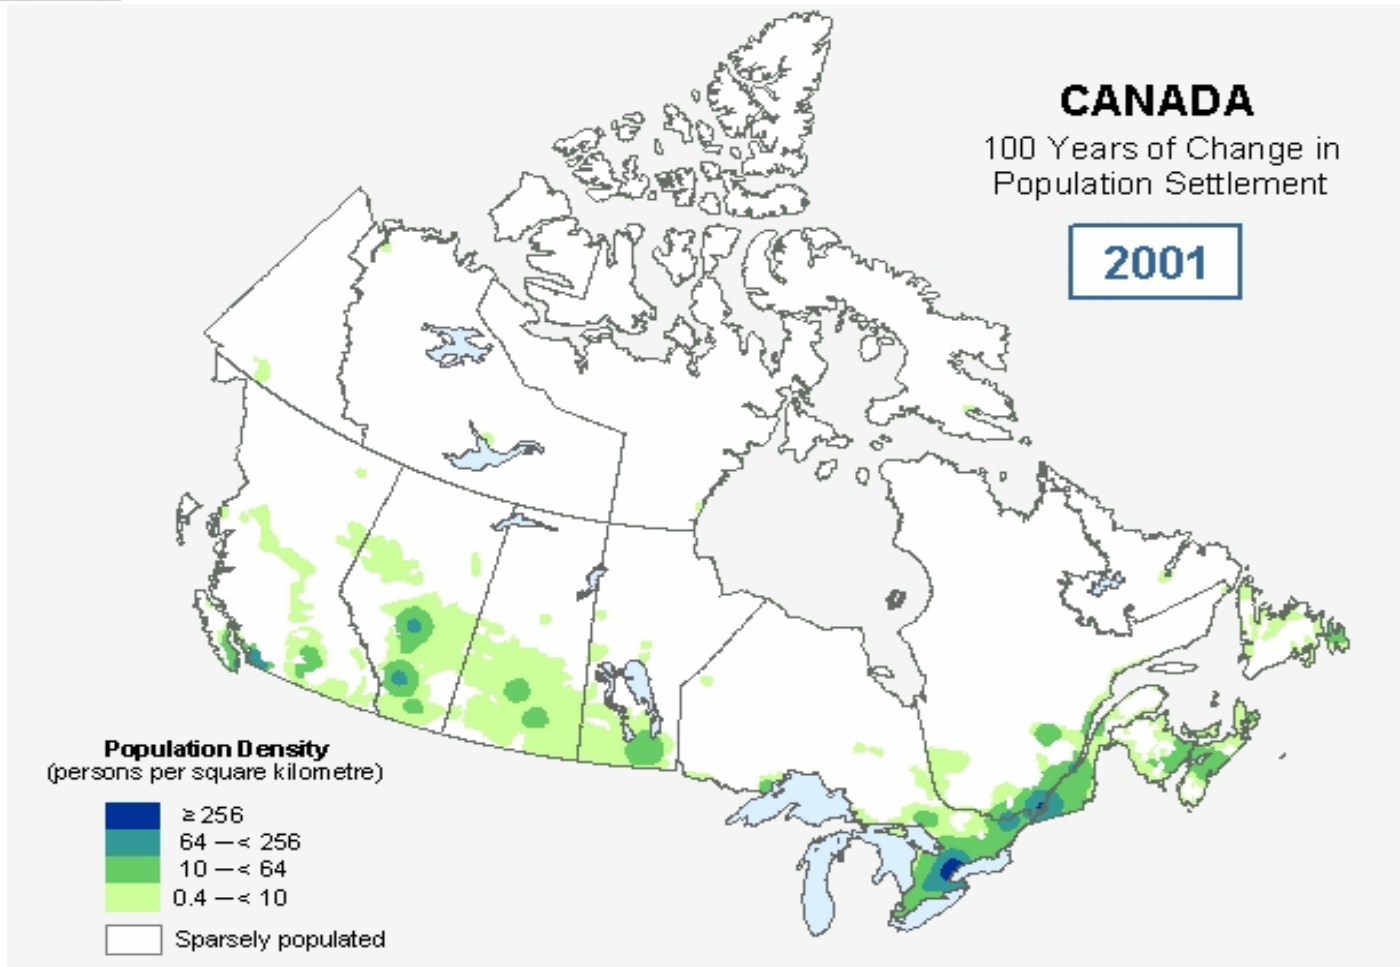 CANADA
100 Years of Change in
Population Settlement
2001
Population Density
(persons per square kilometre)
≥ 256
64 –< 256
10 –< 64
0.4 –< 10
Sparsely populated